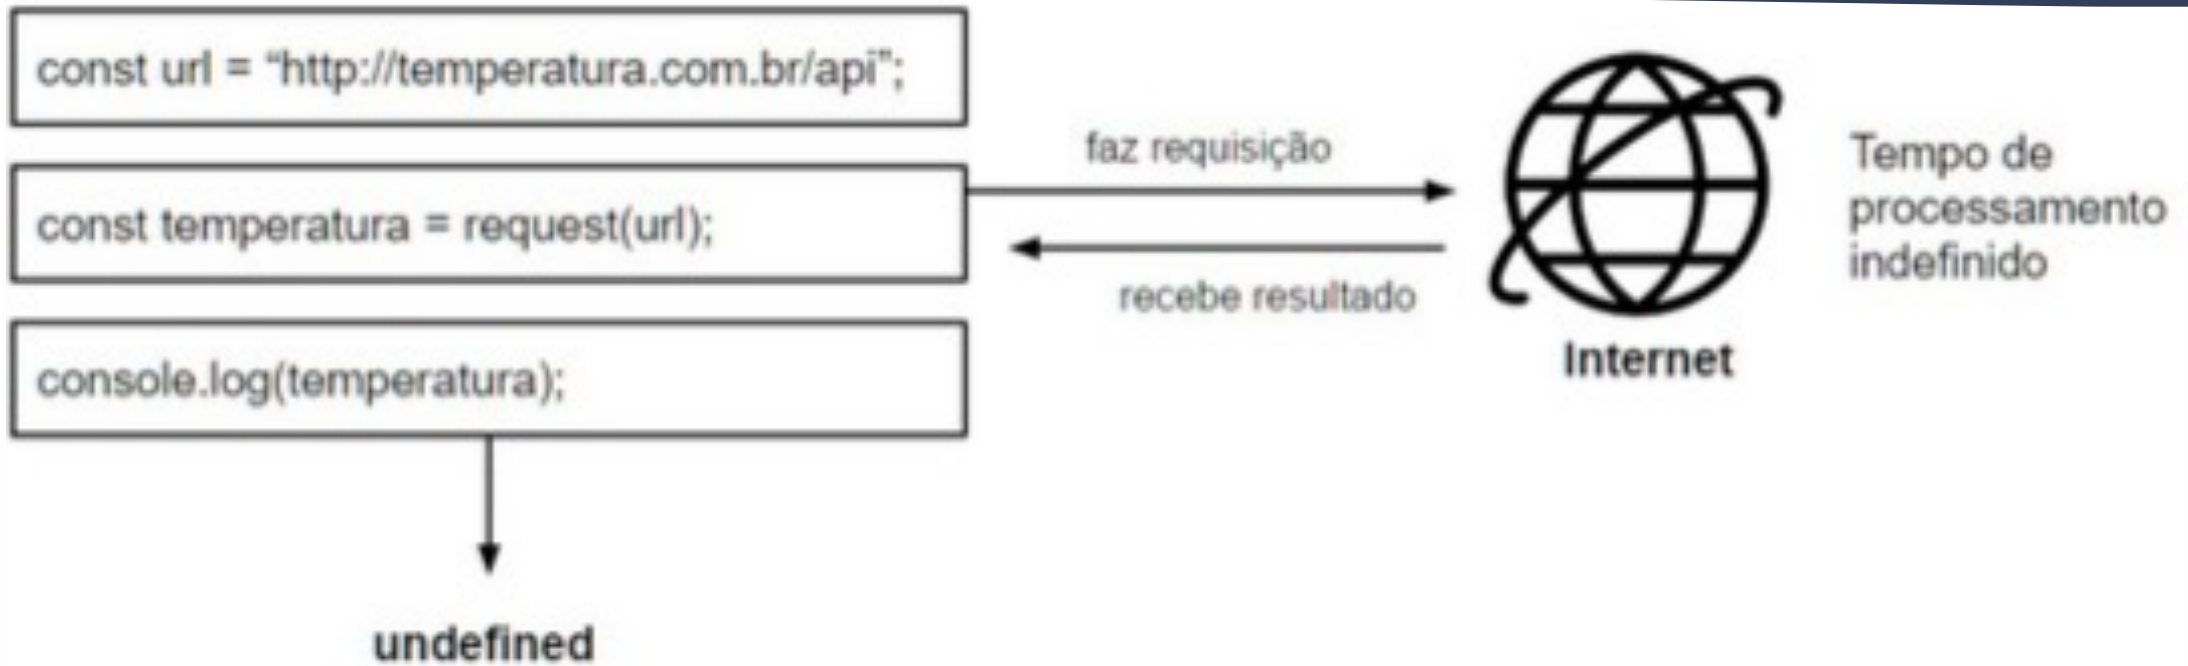 const url = “http://temperatura.com.br/api”;
faz requisição
const temperatura = request(url);
recebe resultado
Tempo de
processamento
indefinido
Internet
console.log(temperatura);
undefined